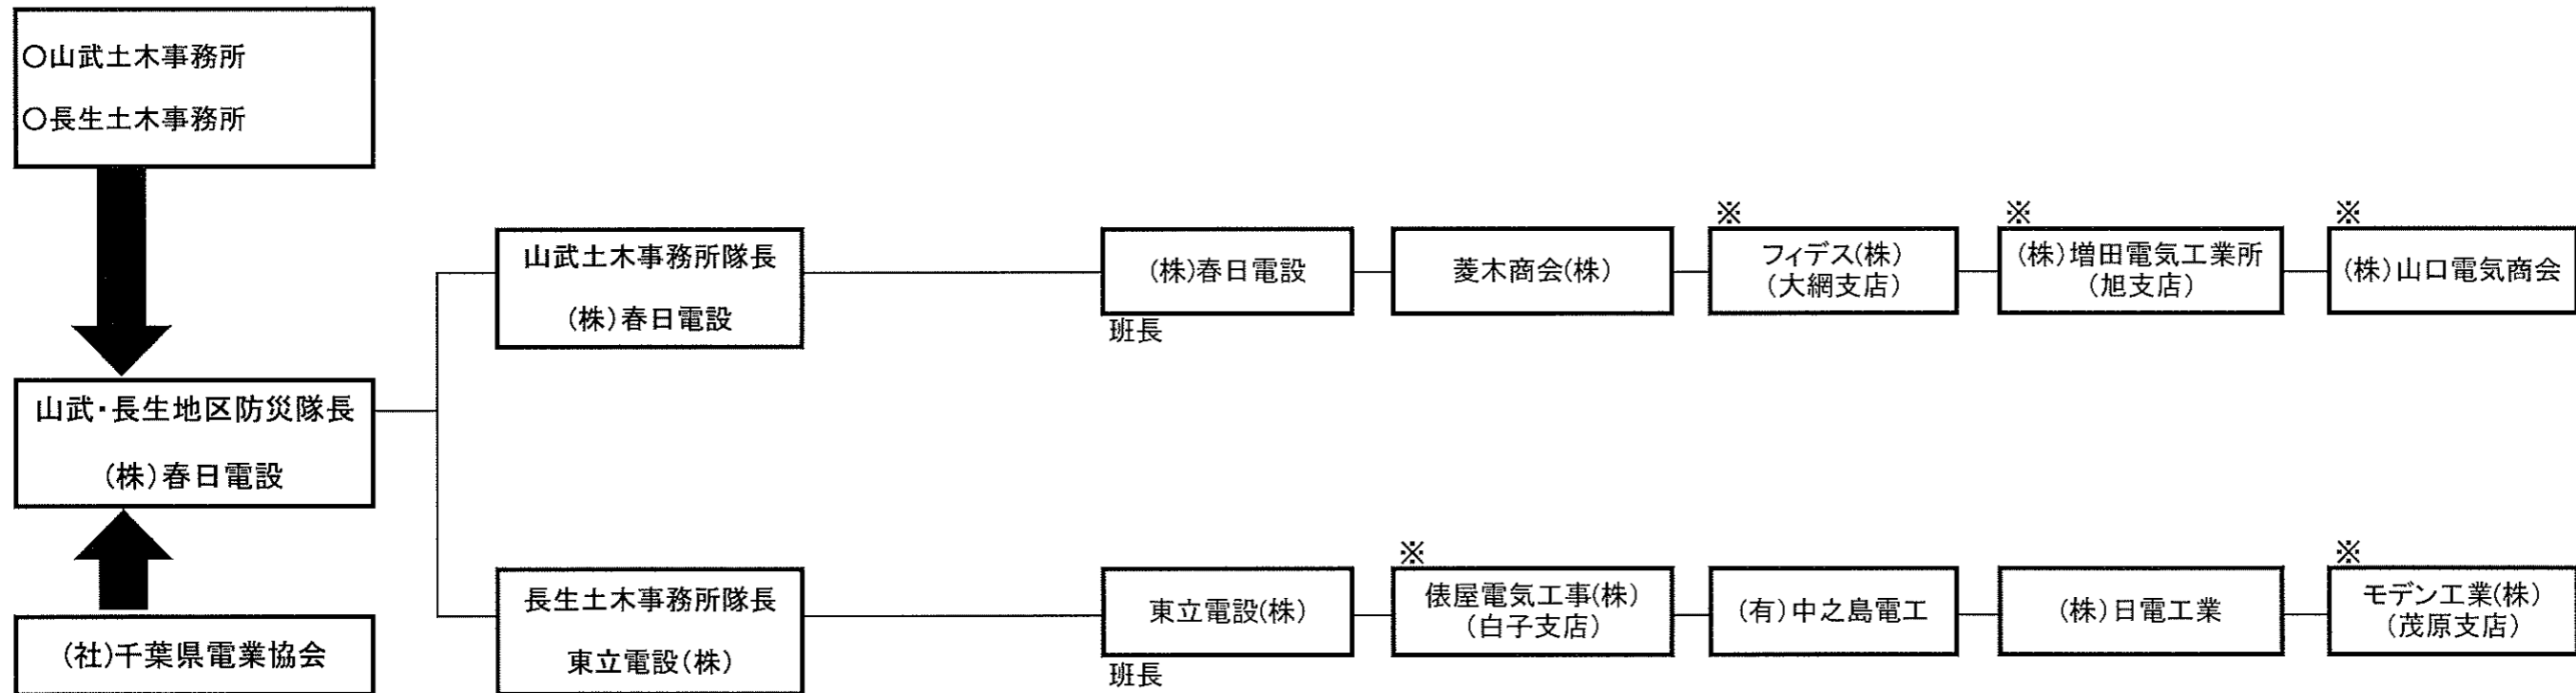 ○山武土木事務所
○長生土木事務所
山武・長生地区防災隊長
(株)春日電設
(社)千葉県電業協会
山武土木事務所隊長
(株)春日電設
(株)春日電設
班長
菱木商会(株)
※
フィデス(株)
(大網支店)
※
(株)増田電気工業所
(旭支店)
※
(株)山口電気商会
長生土木事務所隊長
東立電設(株)
東立電設(株)
班長
※
俵屋電気工事(株)
(白子支店)
(有)中之島電工
(株)日電工業
※
モデン工業(株)
(茂原支店)